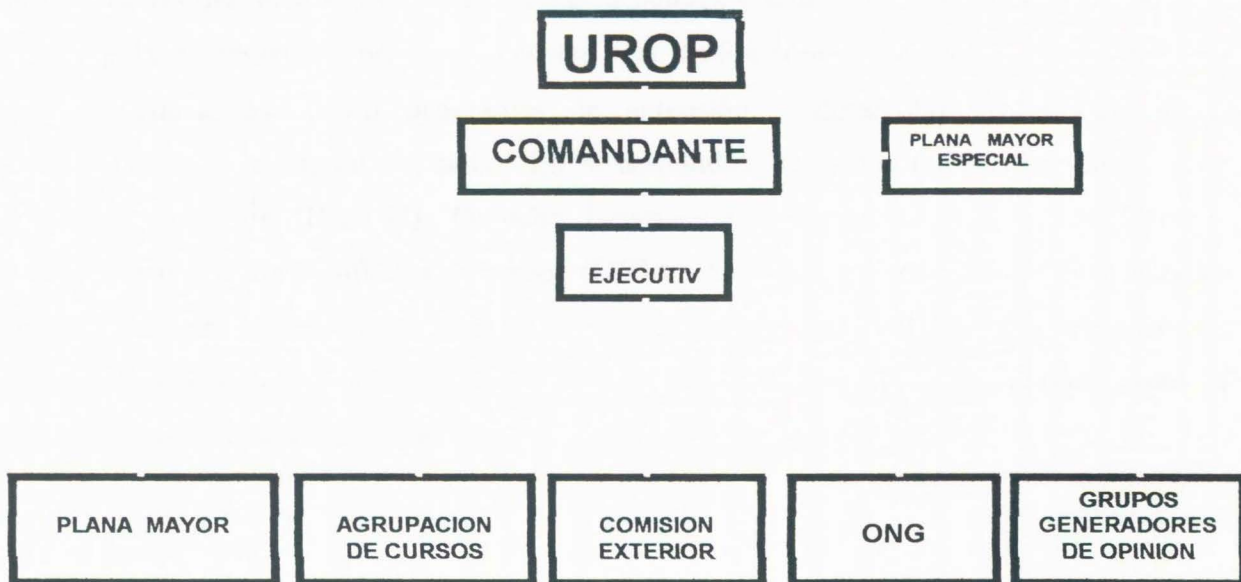 UROP
COMANDANTE
PLANA MAYOR
ESPECIAL
EJECUTIV
PLANA MAYOR
AGRUPACION
DE CURSOS
COMISION
EXTERIOR
ONG
GRUPOS
GENERADORES
DE OPINION